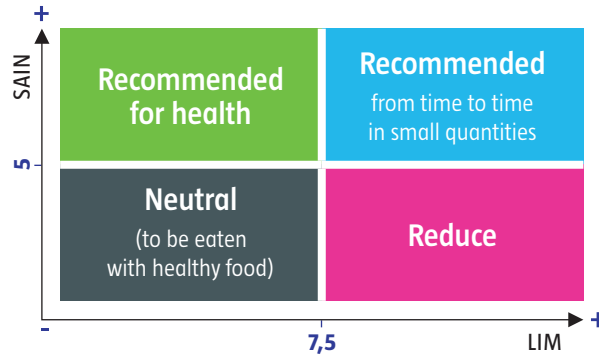 +
SAIN
Recommended
for health
Recommended
from time to time
in small quantities
5
Neutral
(to be eaten
with healthy food)
Reduce
-
7,5
LIM
+